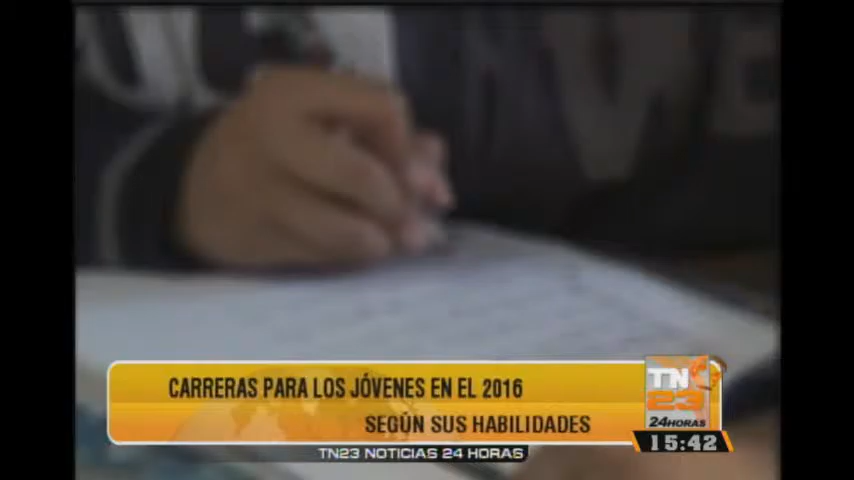 CARRERAS PARA LOS JÓVENES EN EL 2016
SEGÚN SUS HABILIDADES
TN
23
24HORAS
15:42
TN23 NOTICIAS 24 HORAS